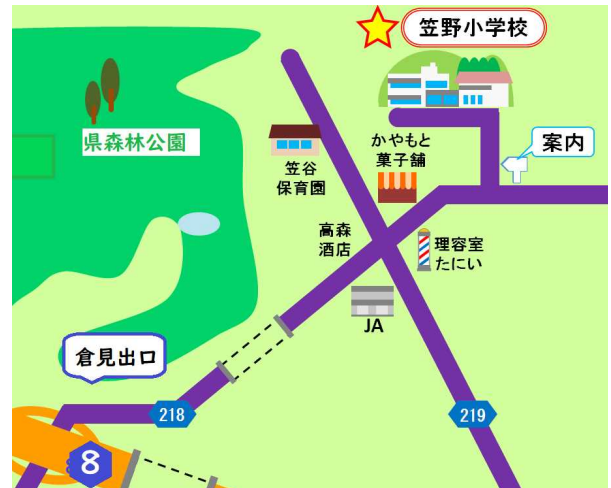 笠野小学校
県森林公園
笠谷
保育園
かやもと
菓子舗
案内
高森
酒店
理容室
たにい
JA
倉見出口
218
219
8